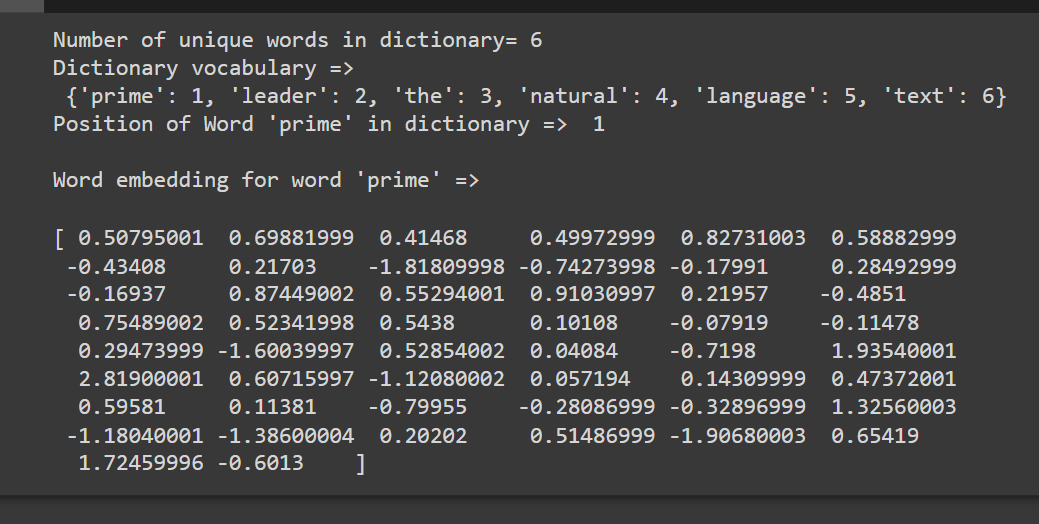 Number of unique words in dictionary= 6
Dictionary vocabulary =>
{'prime': 1, 'leader': 2, 'the': 3, 'natural': 4, 'language': 5, 'text': 6}
Position of Word 'prime' in dictionary =>  1
Word embedding for word 'prime' =>
[ 0.50795001  0.69881999  0.41468     0.49972999  0.82731003  0.58882999
-0.43408     0.21703    -1.81809998 -0.74273998 -0.17991     0.28492999
-0.16937     0.87449002  0.55294001  0.91030997  0.21957    -0.4851
0.75489002  0.52341998  0.5438      0.10108    -0.07919    -0.11478
0.29473999 -1.60039997  0.52854002  0.04084    -0.7198      1.93540001
2.81900001  0.60715997 -1.12080002  0.057194    0.14309999  0.47372001
0.59581     0.11381    -0.79955    -0.28086999 -0.32896999  1.32560003
-1.18040001 -1.38600004  0.20202     0.51486999 -1.90680003  0.65419
1.72459996 -0.6013    ]